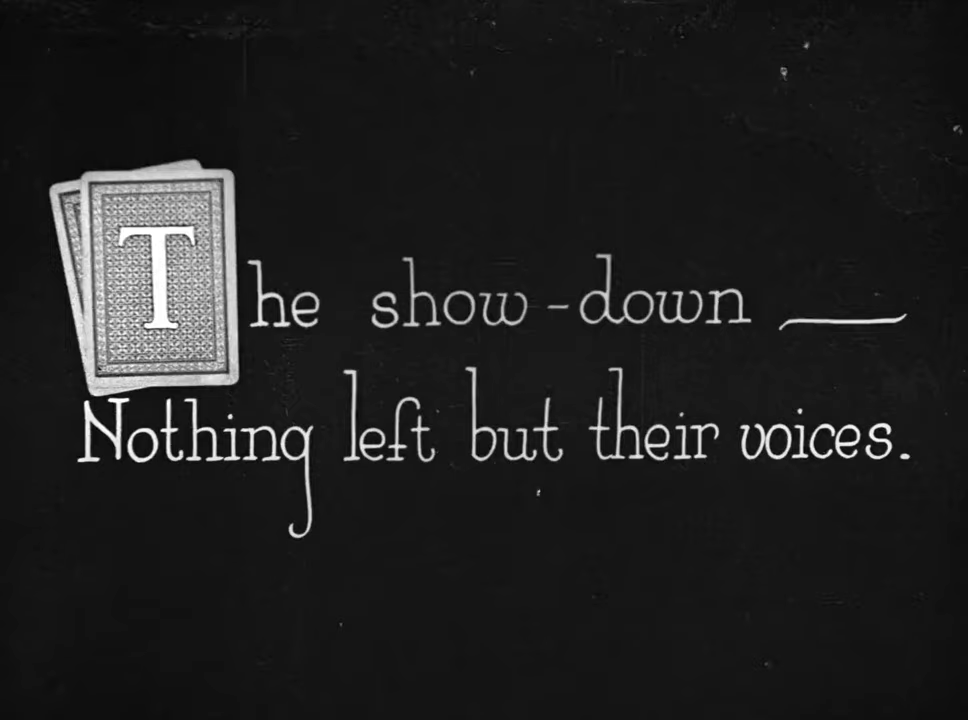 The show-down —
Nothing left but their voices.